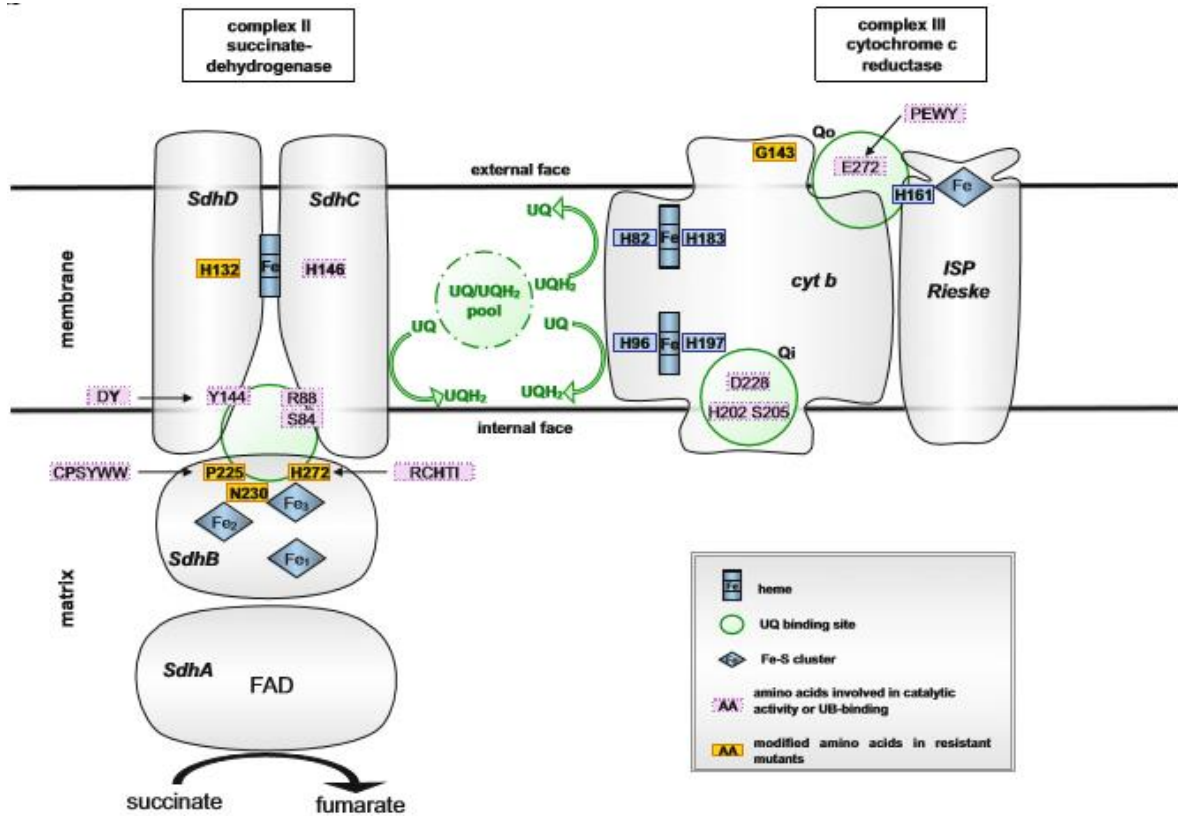 complex II
succinate-
dehydrogenase
complex III
cytochrome c
reductase
PEWY
Qo
G143
E272
external face
SdhD
SdhC
UQ
H161
Fe
H82
Fe
H183
H132
Fe
H146
UQ/UQH₂
pool
UQH₂
cyt b
ISP
Rieske
membrane
UQ
UQ
H96
Fe
H197
Qi
D228
DY
Y144
R88
S84
UQH₂
UQH₂
H202 S205
internal face
CPSYWW
P225
H272
RCHTI
N230
Fe₃
Fe₂
Fe₁
SdhB
matrix
SdhA
FAD
succinate
fumarate
Fe
heme
UQ binding site
Fe
Fe-S cluster
AA
amino acids involved in catalytic
activity or UB-binding
AA
modified amino acids in resistant
mutants